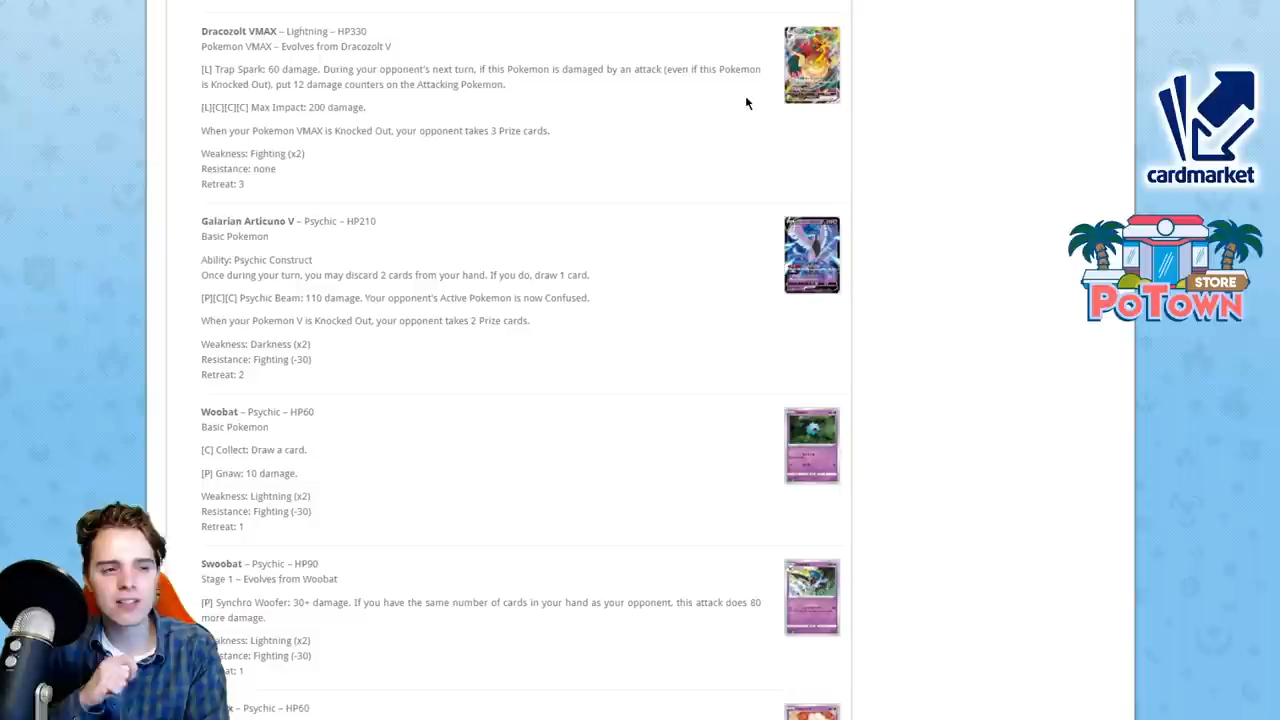 Dracozolt VMAX – Lightning – HP330
Pokemon VMAX – Evolves from Dracozolt V
[L] Trap Spark: 60 damage. During your opponent's next turn, if this Pokemon is damaged by an attack (even if this Pokemon
is Knocked Out), put 12 damage counters on the Attacking Pokemon.
[L][C][C][C] Max Impact: 200 damage.
When your Pokemon VMAX is Knocked Out, your opponent takes 3 Prize cards.
Weakness: Fighting (x2)
Resistance: none
Retreat: 3
Galarian Articuno V – Psychic – HP210
Basic Pokemon
Ability: Psychic Construct
Once during your turn, you may discard 2 cards from your hand. If you do, draw 1 card.
[P][C][C] Psychic Beam: 110 damage. Your opponent's Active Pokemon is now Confused.
When your Pokemon V is Knocked Out, your opponent takes 2 Prize cards.
Weakness: Darkness (x2)
Resistance: Fighting (-30)
Retreat: 2
Woobat – Psychic – HP60
Basic Pokemon
[C] Collect: Draw a card.
[P] Gnaw: 10 damage.
Weakness: Lightning (x2)
Resistance: Fighting (-30)
Retreat: 1
Swoobat – Psychic – HP90
Stage 1 – Evolves from Woobat
[P] Synchro Woofer: 30+ damage. If you have the same number of cards in your hand as your opponent, this attack does 80
more damage.
akness: Lightning (x2)
stance: Fighting (-30)
at: 1
x – Psychic – HP60
cardmarket
STORE
POTOWN